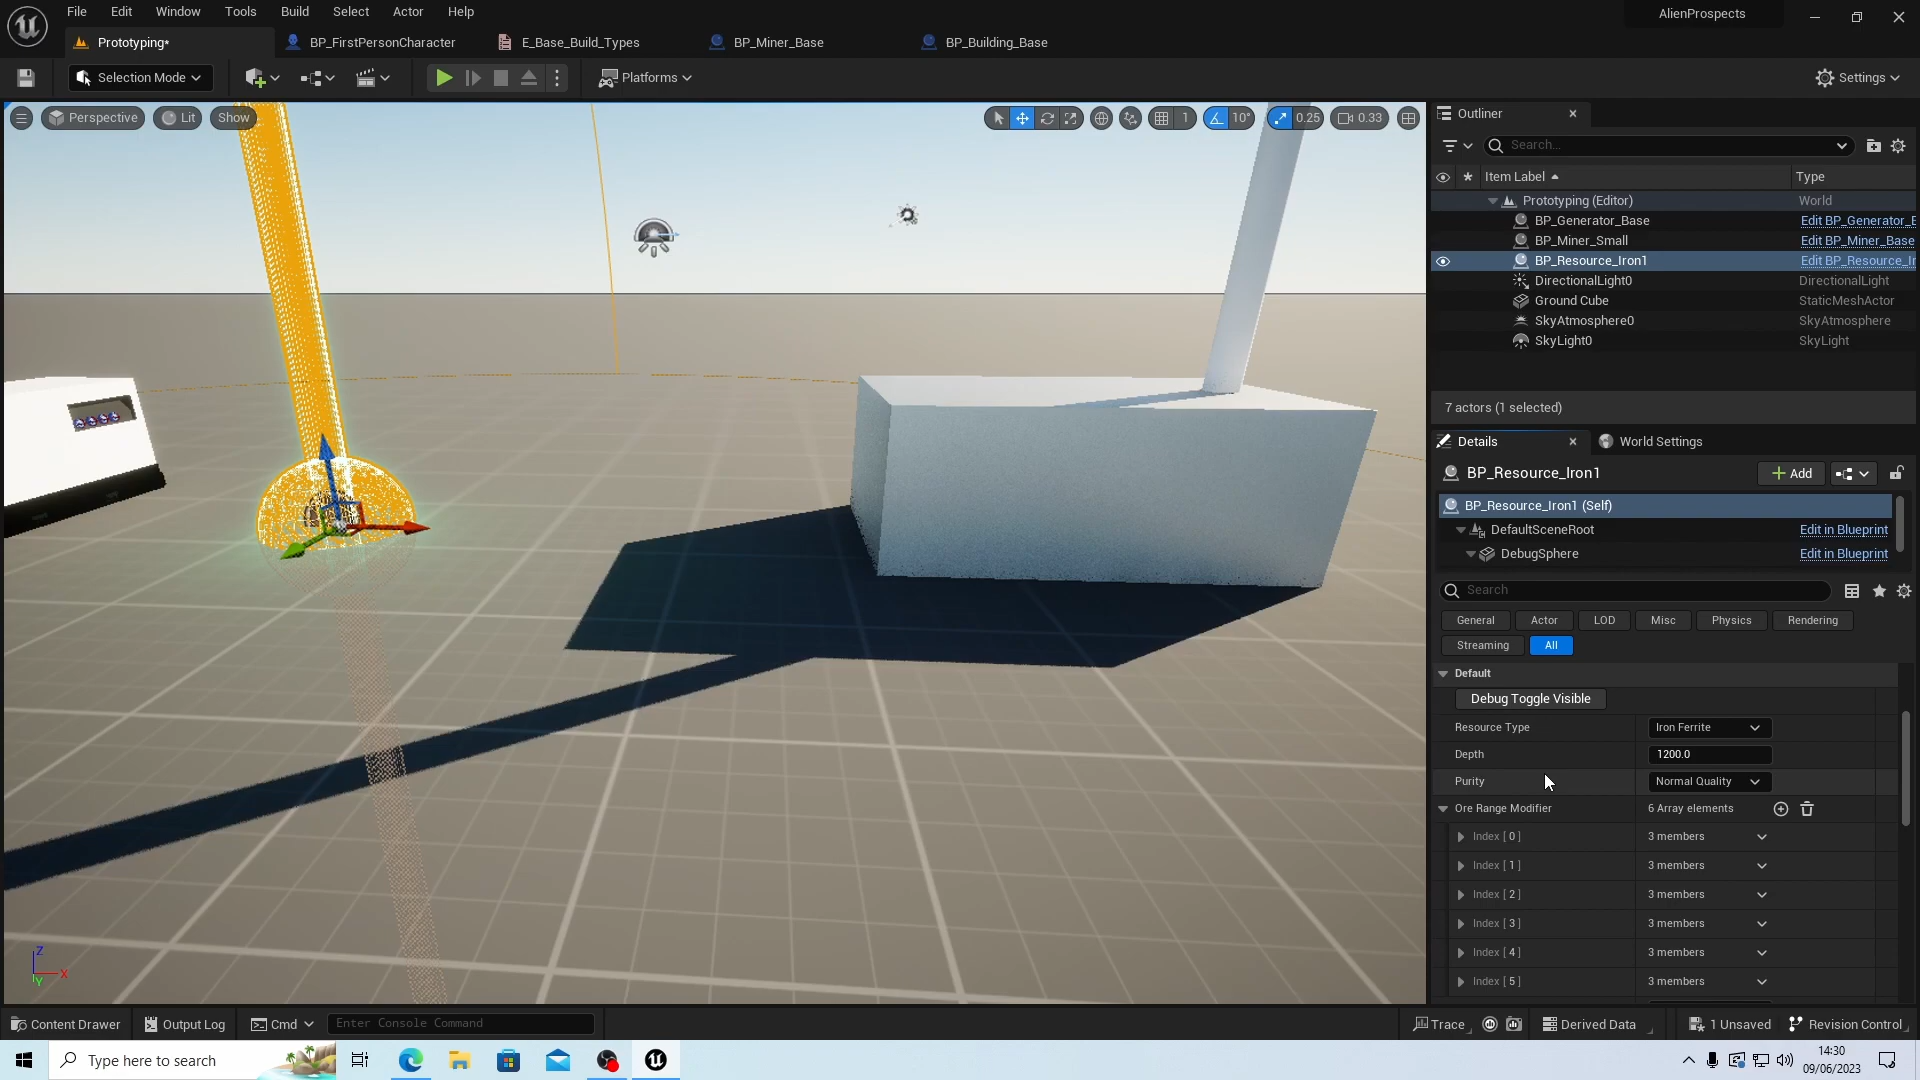 File Edit Window Tools Build Select Actor Help
AlienProspects
Prototyping* BP_FirstPersonCharacter E_Base_Build_Types BP_Miner_Base BP_Building_Base
Selection Mode Platforms Settings
Perspective Lit Show 1 10° 0.25 0.33
Outliner
Search...
Item Label Type
Prototyping (Editor) World
BP_Generator_Base Edit BP_Generator_E
BP_Miner_Small Edit BP_Miner_Base
BP_Resource_Iron1 Edit BP_Resource_Ir
DirectionalLight0 DirectionalLight
Ground Cube StaticMeshActor
SkyAtmosphere0 SkyAtmosphere
SkyLight0 SkyLight
7 actors (1 selected)
Details World Settings
BP_Resource_Iron1 Add
BP_Resource_Iron1 (Self)
DefaultSceneRoot Edit in Blueprint
DebugSphere Edit in Blueprint
Search
General Actor LOD Misc Physics Rendering
Streaming All
Default
Debug Toggle Visible
Resource Type Iron Ferrite
Depth 1200.0
Purity Normal Quality
Ore Range Modifier 6 Array elements
Index [ 0 ] 3 members
Index [ 1 ] 3 members
Index [ 2 ] 3 members
Index [ 3 ] 3 members
Index [ 4 ] 3 members
Index [ 5 ] 3 members
Z
X
Y
Content Drawer Output Log Cmd Enter Console Command Trace Derived Data 1 Unsaved Revision Control
Type here to search
14:30
09/06/2023